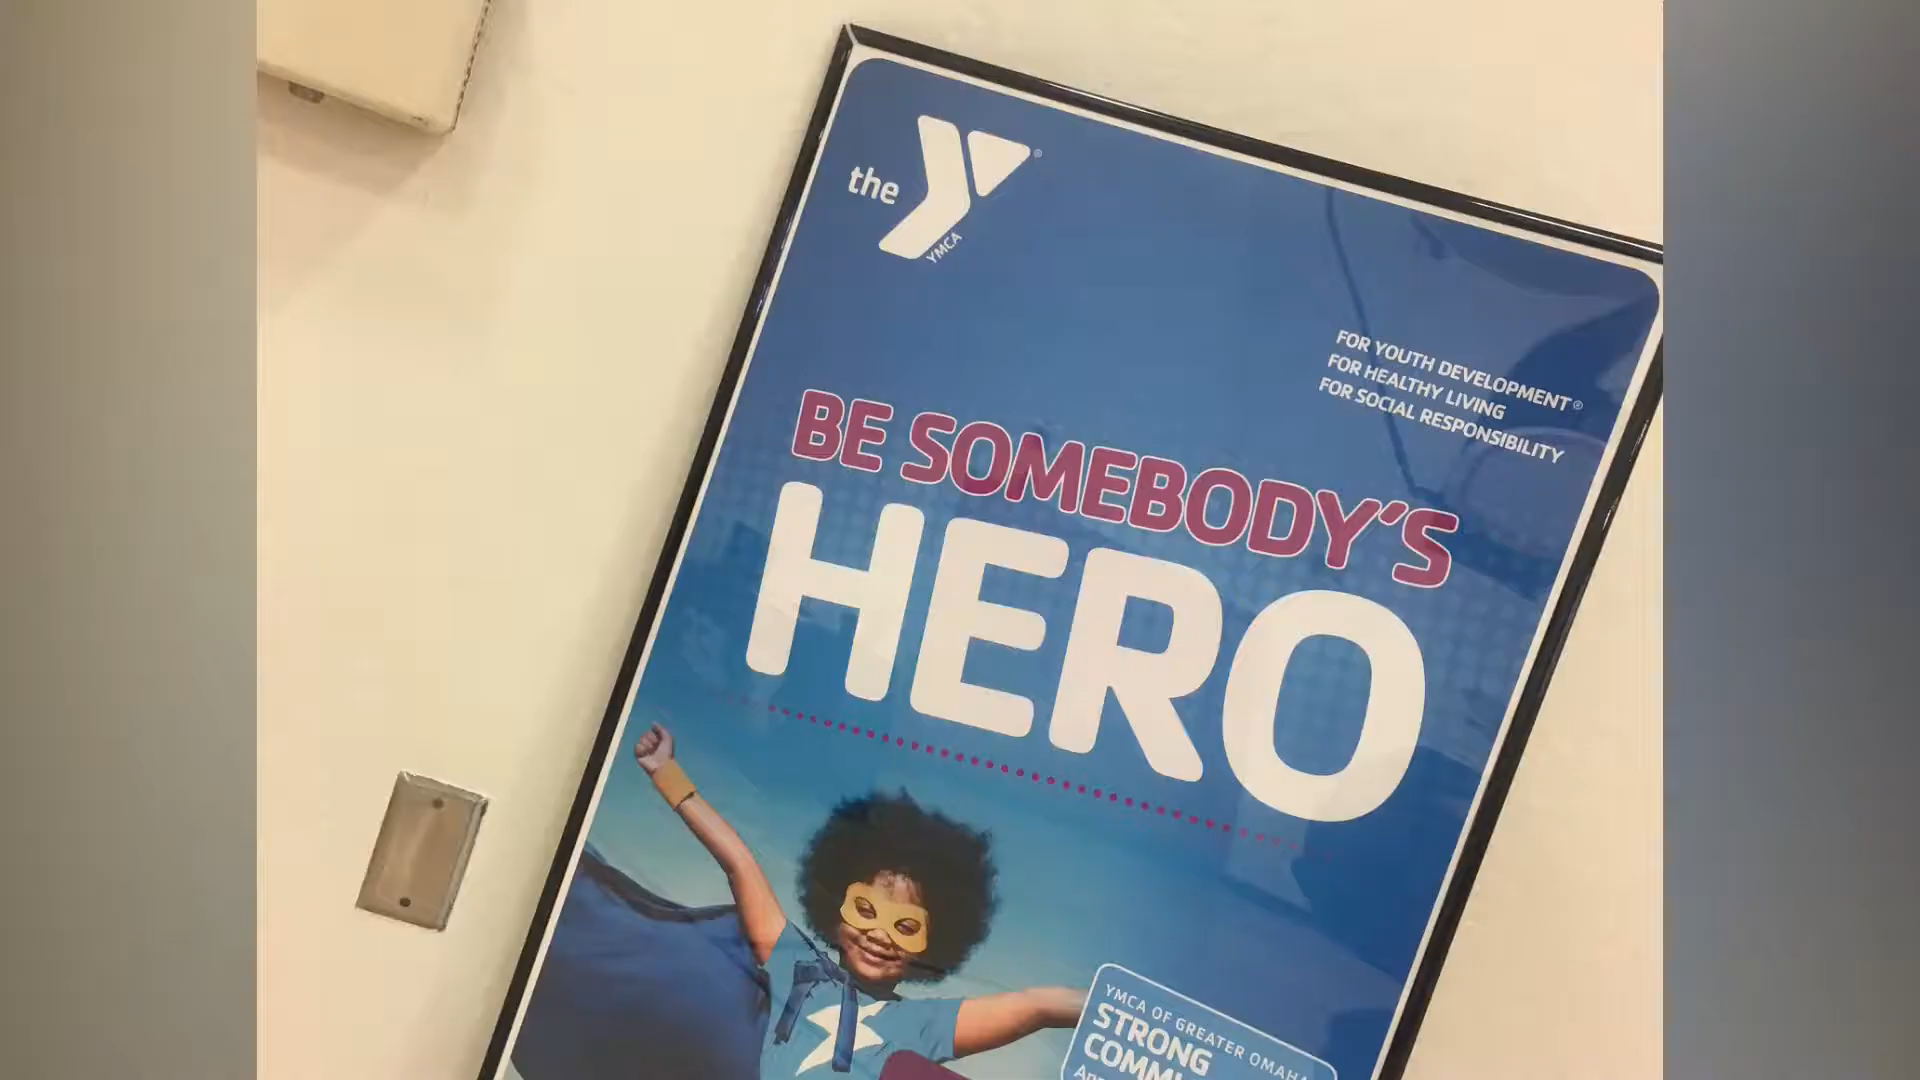 the
YMCA
FOR YOUTH DEVELOPMENT®
FOR HEALTHY LIVING
FOR SOCIAL RESPONSIBILITY
BE SOMEBODY'S
HERO
YMCA OF GREATER OMAHA
STRONG